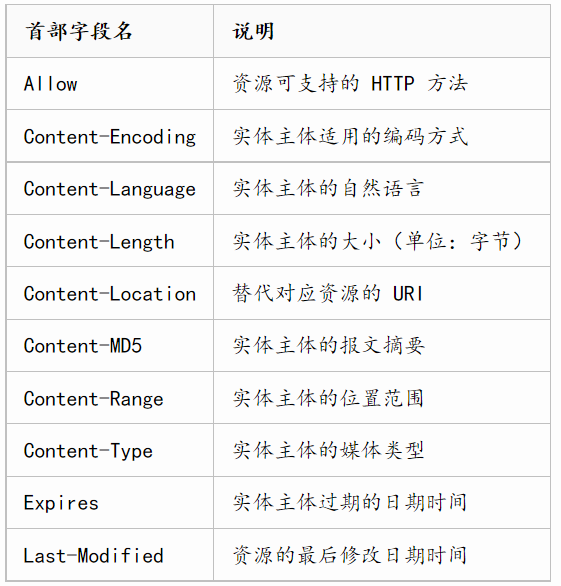 首部字段名 说明
Allow 资源可支持的 HTTP 方法
Content-Encoding 实体主体适用的编码方式
Content-Language 实体主体的自然语言
Content-Length 实体主体的大小（单位：字节）
Content-Location 替代对应资源的 URI
Content-MD5 实体主体的报文摘要
Content-Range 实体主体的位置范围
Content-Type 实体主体的媒体类型
Expires 实体主体过期的日期时间
Last-Modified 资源的最后修改日期时间